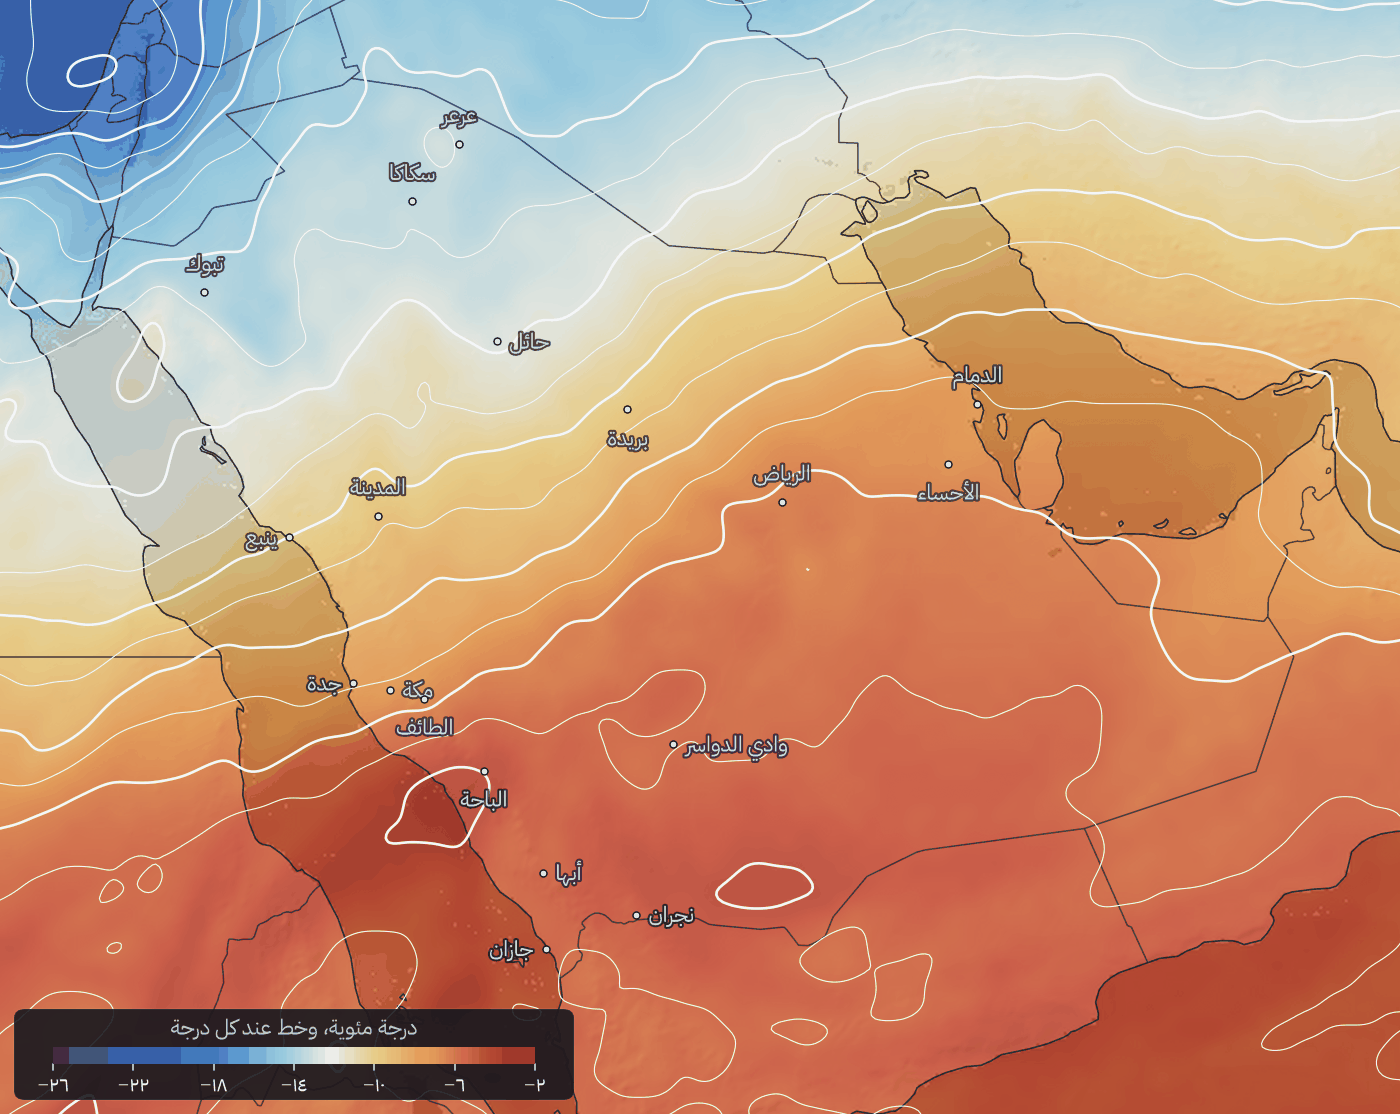 عرعر
سكاكا
تبوك
حائل
الدمام
بريدة
الرياض
المدينة
الأحساء
ينبع
جدة
مكة
الطائف
وادي الدواسر
الباحة
أبها
نجران
جازان
درجة مئوية، وخط عند كل درجة
−٢٦ −٢٢ −١٨ −١٤ −١٠ −٦ −٢